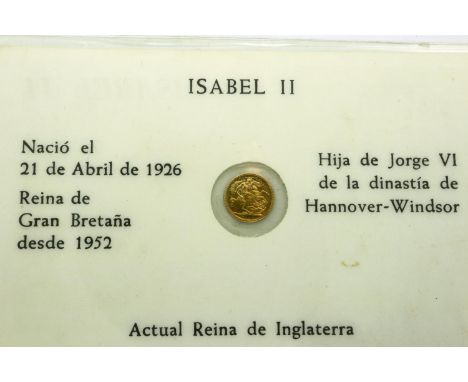 ISABEL II
Nació el
21 de Abril de 1926
Reina de
Gran Bretaña
desde 1952
Hija de Jorge VI
de la dinastía de
Hannover-Windsor
Actual Reina de Inglaterra